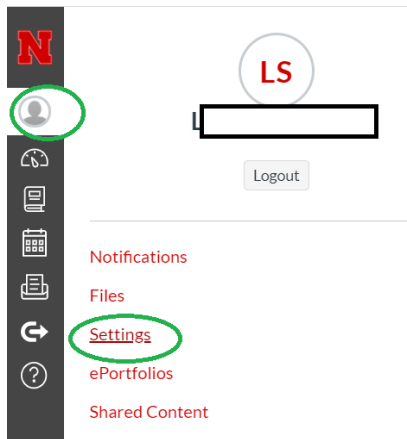 N
LS
L
Logout
Notifications
Files
Settings
?
ePortfolios
Shared Content